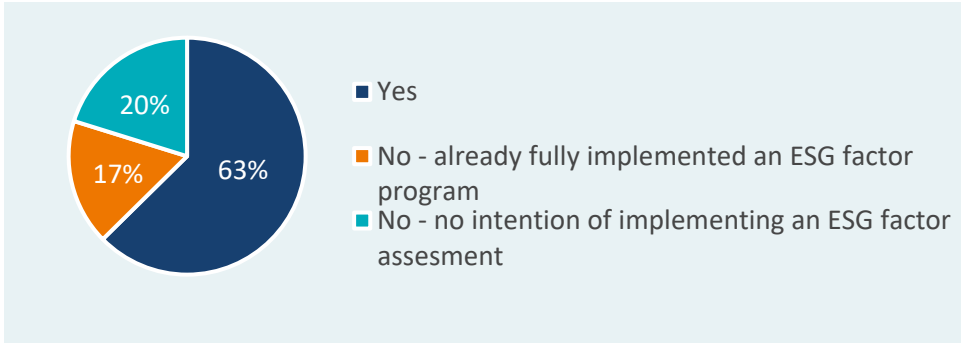 20%
17%
63%
Yes
No - already fully implemented an ESG factor
program
No - no intention of implementing an ESG factor
assesment